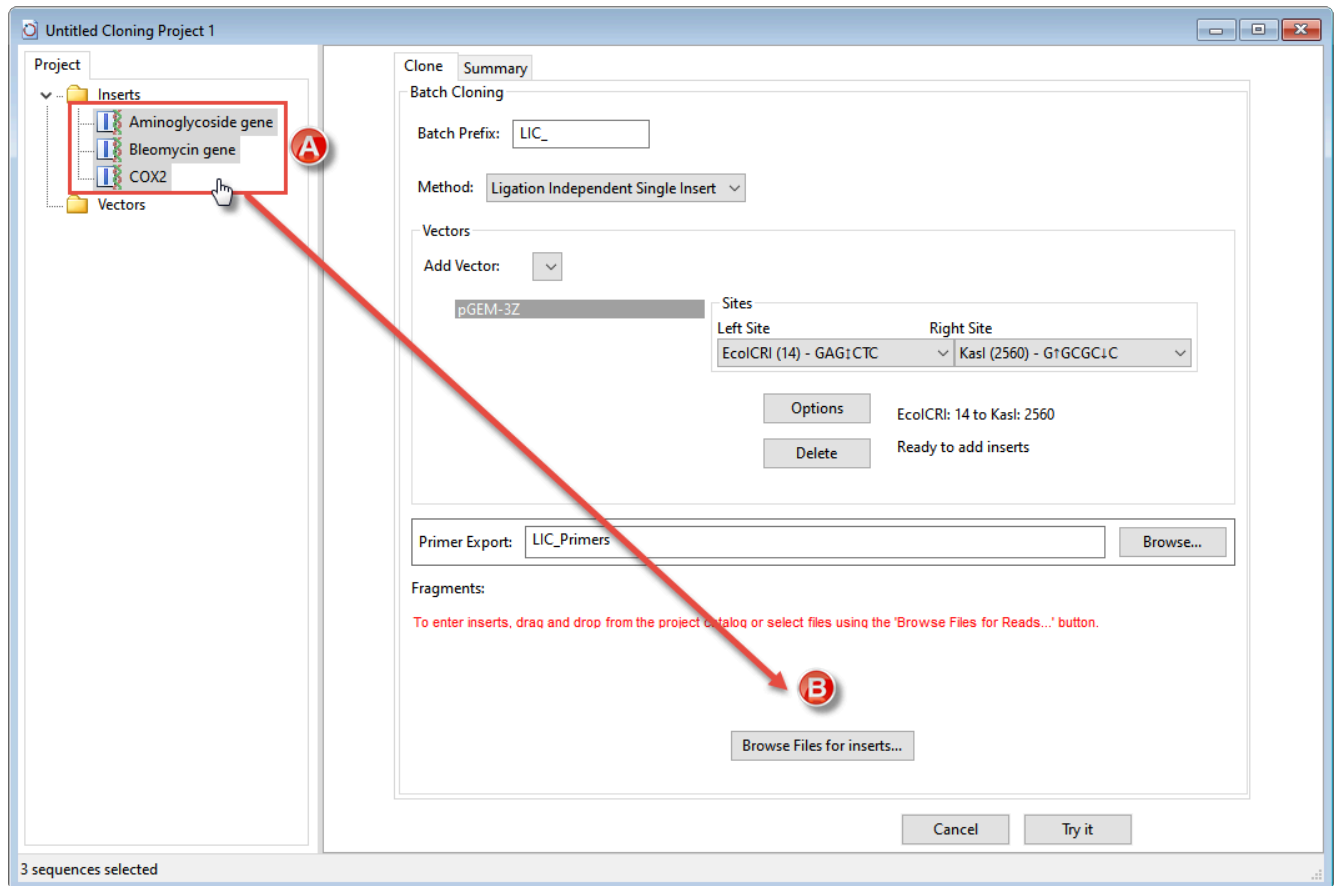 Untitled Cloning Project 1
Project
Inserts
Aminoglycoside gene
Bleomycin gene
COX2
Vectors
A
Clone Summary
Batch Cloning
Batch Prefix: LIC_
Method: Ligation Independent Single Insert
Vectors
Add Vector:
pGEM-3Z
Sites
Left Site Right Site
EcoICRI (14) - GAG↕CTC KasI (2560) - G↑GCGC↓C
Options EcoICRI: 14 to KasI: 2560
Delete Ready to add inserts
Primer Export: LIC_Primers Browse...
Fragments:
To enter inserts, drag and drop from the project catalog or select files using the 'Browse Files for Reads...' button.
B
Browse Files for inserts...
Cancel Try it
3 sequences selected